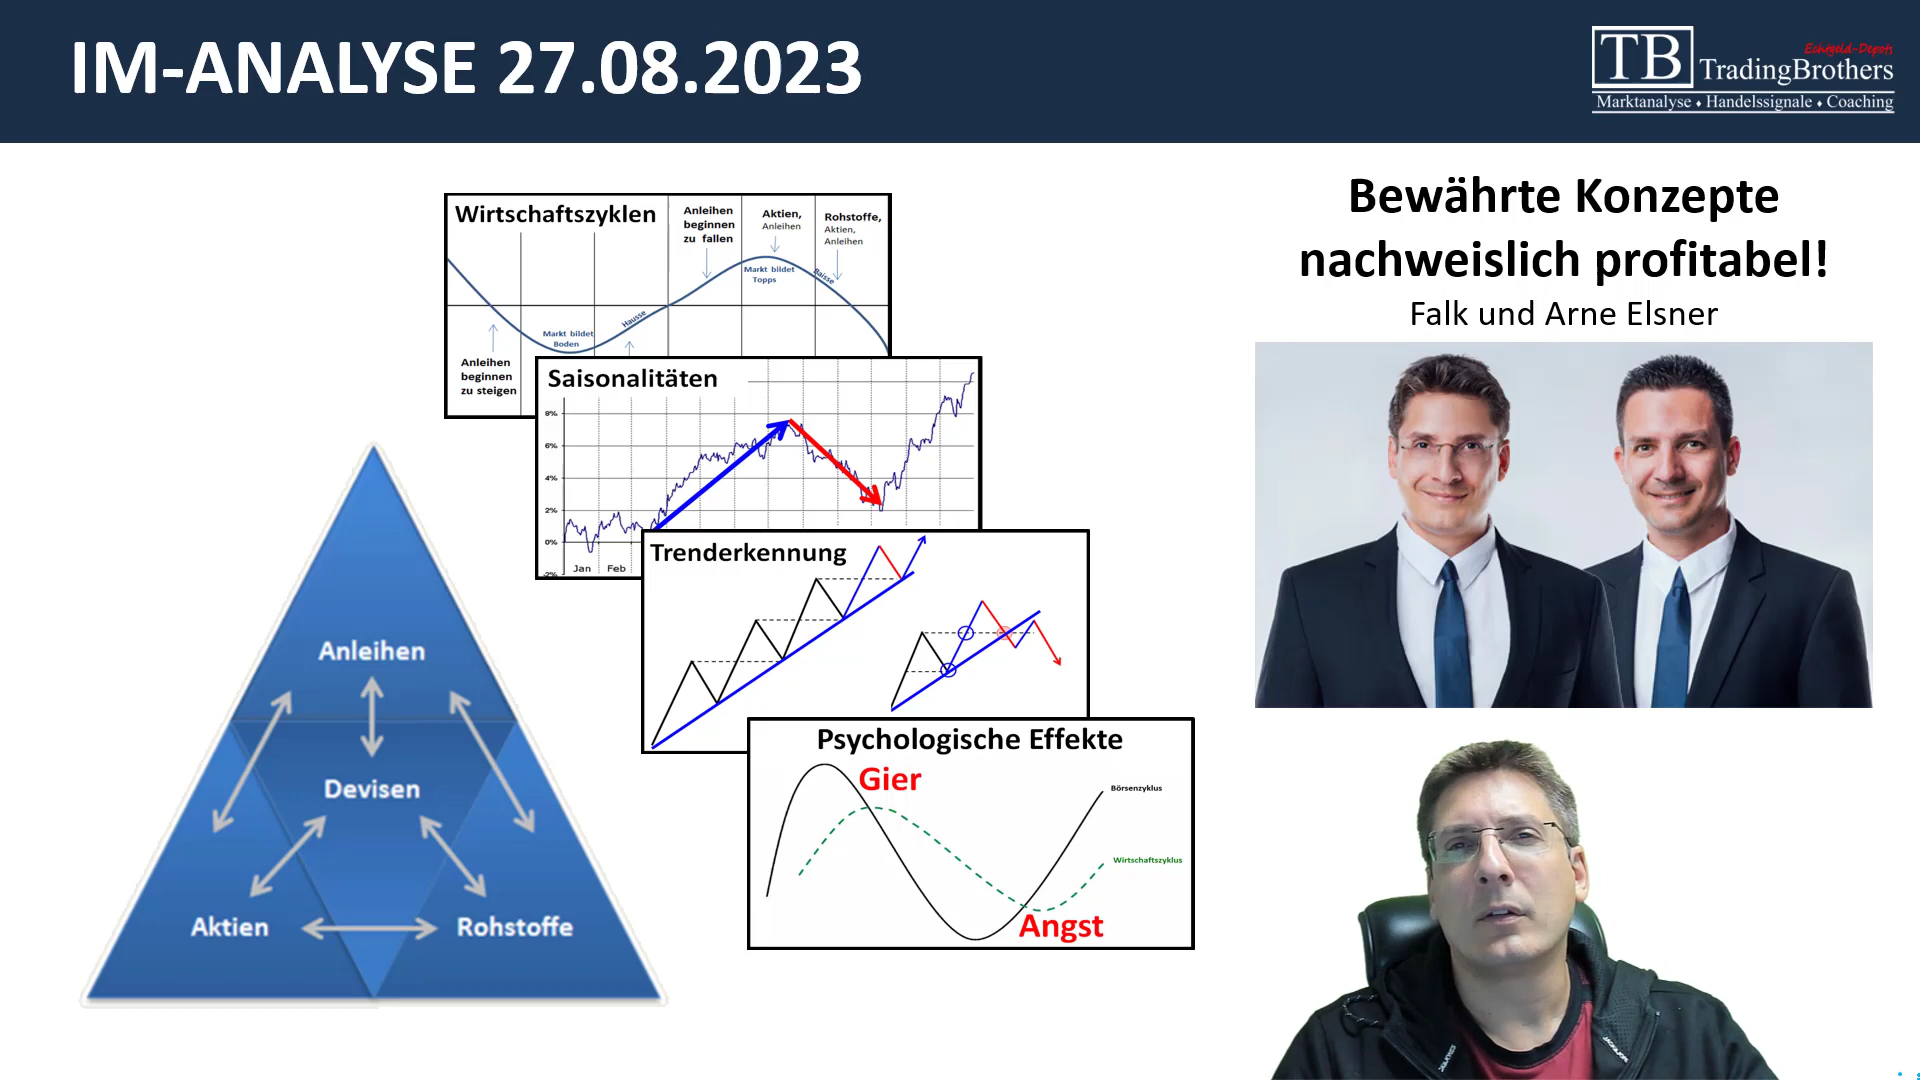 IM-ANALYSE 27.08.2023
Echtgeld-Depots
TB TradingBrothers
Marktanalyse ♦ Handelssignale ♦ Coaching
Bewährte Konzepte
nachweislich profitabel!
Falk und Arne Elsner
Wirtschaftszyklen
Anleihen
beginnen
zu fallen
Aktien,
Anleihen
Rohstoffe,
Aktien,
Anleihen
Markt bildet
Topps
Baisse
Hausse
Markt bildet
Boden
Anleihen
beginnen
zu steigen
Saisonalitäten
8%
6%
4%
2%
0%
-2%
Jan Feb
Trenderkennung
Psychologische Effekte
Gier
Börsenzyklus
Wirtschaftszyklus
Angst
Anleihen
Devisen
Aktien
Rohstoffe